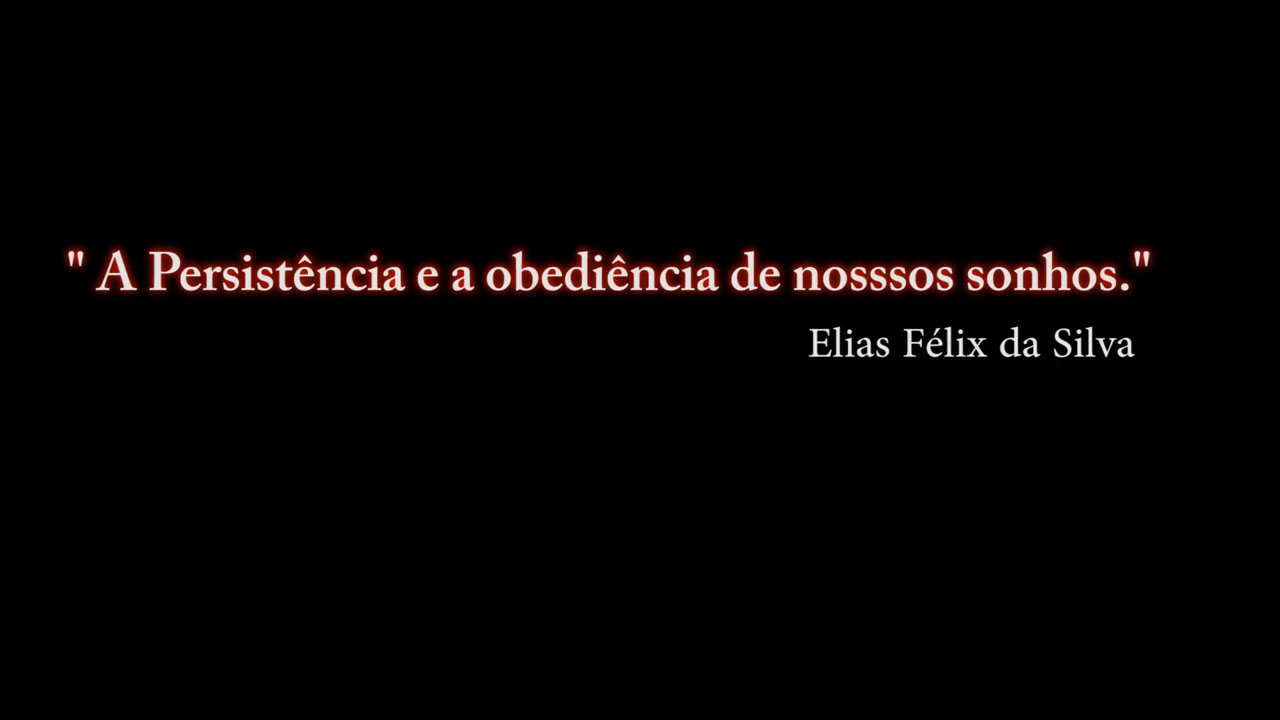 " A Persistência e a obediência de nosssos sonhos."
Elias Félix da Silva